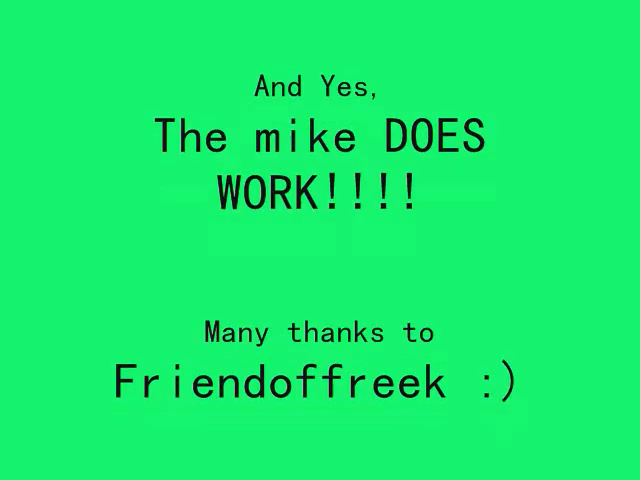 And Yes,
The mike DOES
WORK!!!!
Many thanks to
Friendoffreek :)